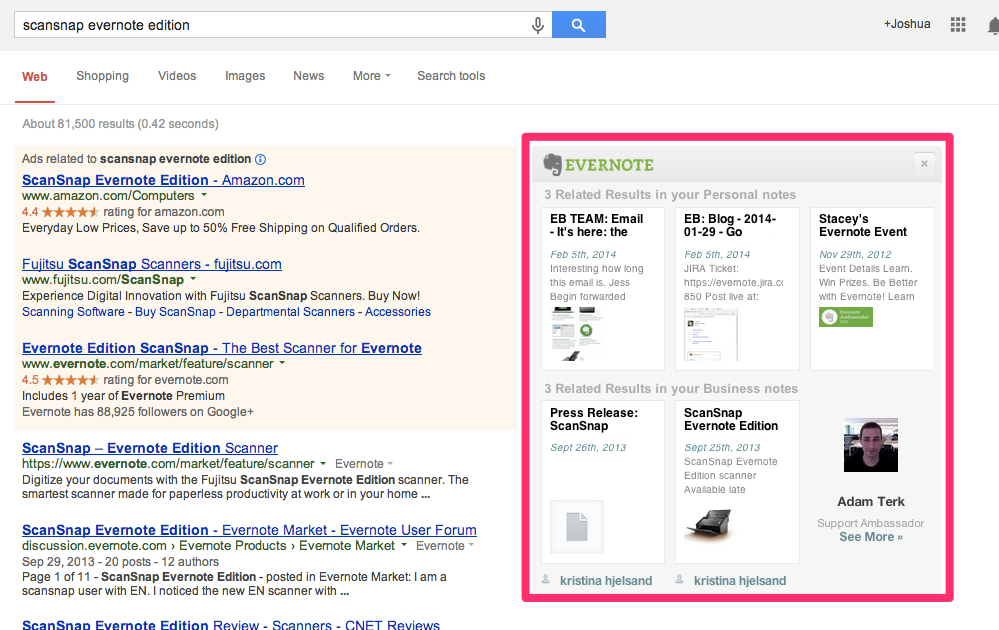 scansnap evernote edition
+Joshua
Web
Shopping
Videos
Images
News
More
Search tools
About 81,500 results (0.42 seconds)
Ads related to scansnap evernote edition
ScanSnap Evernote Edition - Amazon.com
www.amazon.com/Computers
4.4 ★★★★★ rating for amazon.com
Everyday Low Prices, Save up to 50% Free Shipping on Qualified Orders.
Fujitsu ScanSnap Scanners - fujitsu.com
www.fujitsu.com/ScanSnap
Experience Digital Innovation with Fujitsu ScanSnap Scanners. Buy Now!
Scanning Software - Buy ScanSnap - Departmental Scanners - Accessories
Evernote Edition ScanSnap - The Best Scanner for Evernote
www.evernote.com/market/feature/scanner
4.5 ★★★★★ rating for evernote.com
Includes 1 year of Evernote Premium
Evernote has 88,925 followers on Google+
ScanSnap – Evernote Edition Scanner
https://www.evernote.com/market/feature/scanner Evernote
Digitize your documents with the Fujitsu ScanSnap Evernote Edition scanner. The
smartest scanner made for paperless productivity at work or in your home ...
ScanSnap Evernote Edition - Evernote Market - Evernote User Forum
discussion.evernote.com › Evernote Products › Evernote Market Evernote
Sep 29, 2013 - 20 posts - 12 authors
Page 1 of 11 - ScanSnap Evernote Edition - posted in Evernote Market: I am a
scansnap user with EN. I noticed the new EN scanner with ...
ScanSnap Evernote Edition Review - Scanners - CNET Reviews
EVERNOTE
3 Related Results in your Personal notes
EB TEAM: Email
- It's here: the
Feb 5th, 2014
Interesting how long
this email is. Jess
Begin forwarded
EB: Blog - 2014-
01-29 - Go
Feb 5th, 2014
JIRA Ticket:
https://evernote.jira.cc
850 Post live at:
Stacey's
Evernote Event
Nov 29th, 2012
Event Details Learn.
Win Prizes. Be Better
with Evernote! Learn
Evernote
Ambassador
3 Related Results in your Business notes
Press Release:
ScanSnap
Sept 26th, 2013
kristina hjelsand
ScanSnap
Evernote Edition
Sept 25th, 2013
ScanSnap Evernote
Edition scanner
Available late
kristina hjelsand
Adam Terk
Support Ambassador
See More »